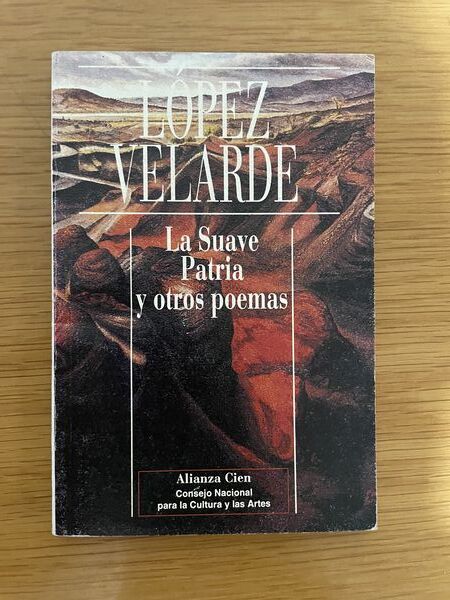 LÓPEZ
VELARDE
La Suave
Patria
y otros poemas
Alianza Cien
Consejo Nacional
para la Cultura y las Artes